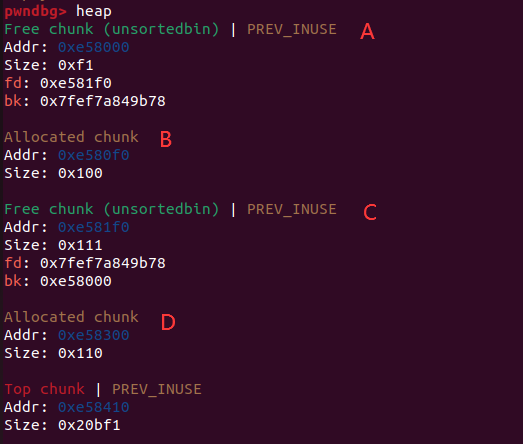 pwndbg> heap
Free chunk (unsortedbin) | PREV_INUSE A
Addr: 0xe58000
Size: 0xf1
fd: 0xe581f0
bk: 0x7fef7a849b78
Allocated chunk B
Addr: 0xe580f0
Size: 0x100
Free chunk (unsortedbin) | PREV_INUSE C
Addr: 0xe581f0
Size: 0x111
fd: 0x7fef7a849b78
bk: 0xe58000
Allocated chunk D
Addr: 0xe58300
Size: 0x110
Top chunk | PREV_INUSE
Addr: 0xe58410
Size: 0x20bf1